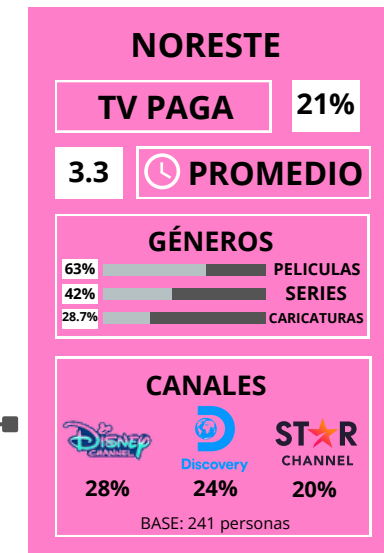 NORESTE
TV PAGA 21%
3.3 PROMEDIO
GÉNEROS
63% PELICULAS
42% SERIES
28.7% CARICATURAS
CANALES
Disney CHANNEL
Discovery
STAR CHANNEL
28% 24% 20%
BASE: 241 personas